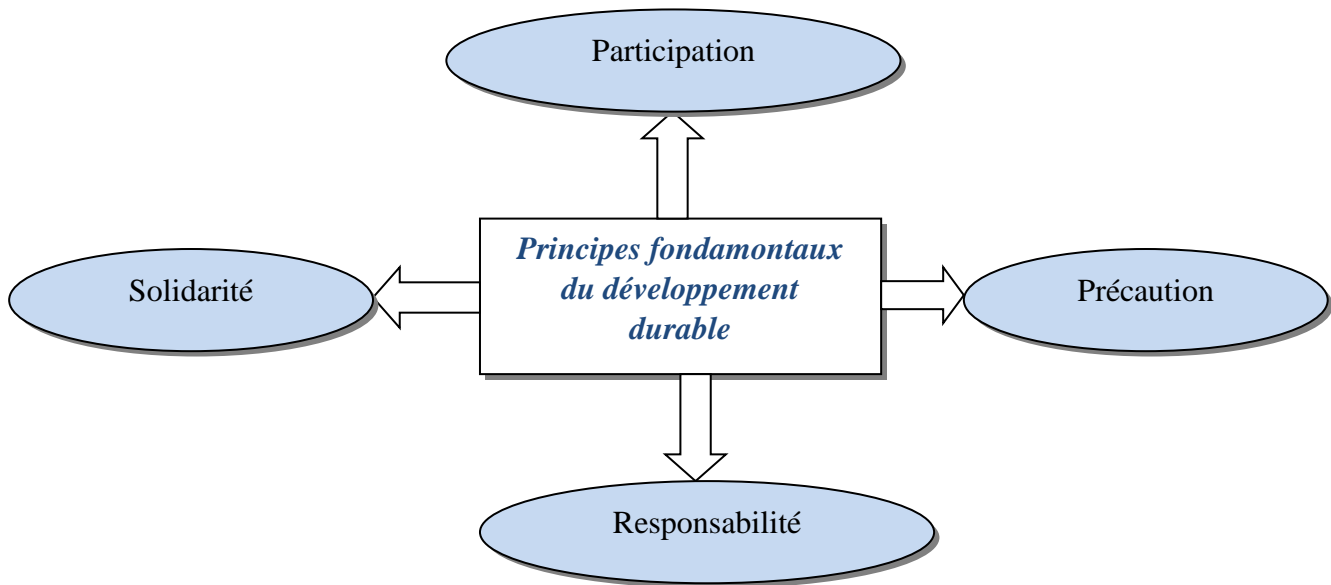 Participation
Principes fondamontaux
du développement
durable
Solidarité
Précaution
Responsabilité